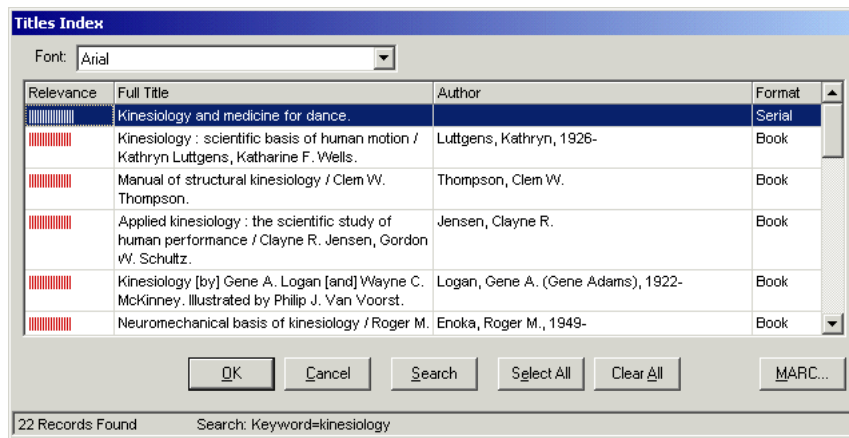 Titles Index
Font: Arial
Relevance Full Title Author Format
Kinesiology and medicine for dance. Serial
Kinesiology : scientific basis of human motion / Luttgens, Kathryn, 1926- Book
Kathryn Luttgens, Katharine F. Wells.
Manual of structural kinesiology / Clem W. Thompson, Clem W. Book
Thompson.
Applied kinesiology : the scientific study of Jensen, Clayne R. Book
human performance / Clayne R. Jensen, Gordon
W. Schultz.
Kinesiology [by] Gene A. Logan [and] Wayne C. Logan, Gene A. (Gene Adams), 1922- Book
McKinney. Illustrated by Philip J. Van Voorst.
Neuromechanical basis of kinesiology / Roger M. Enoka, Roger M., 1949- Book
OK Cancel Search Select All Clear All MARC...
22 Records Found Search: Keyword=kinesiology